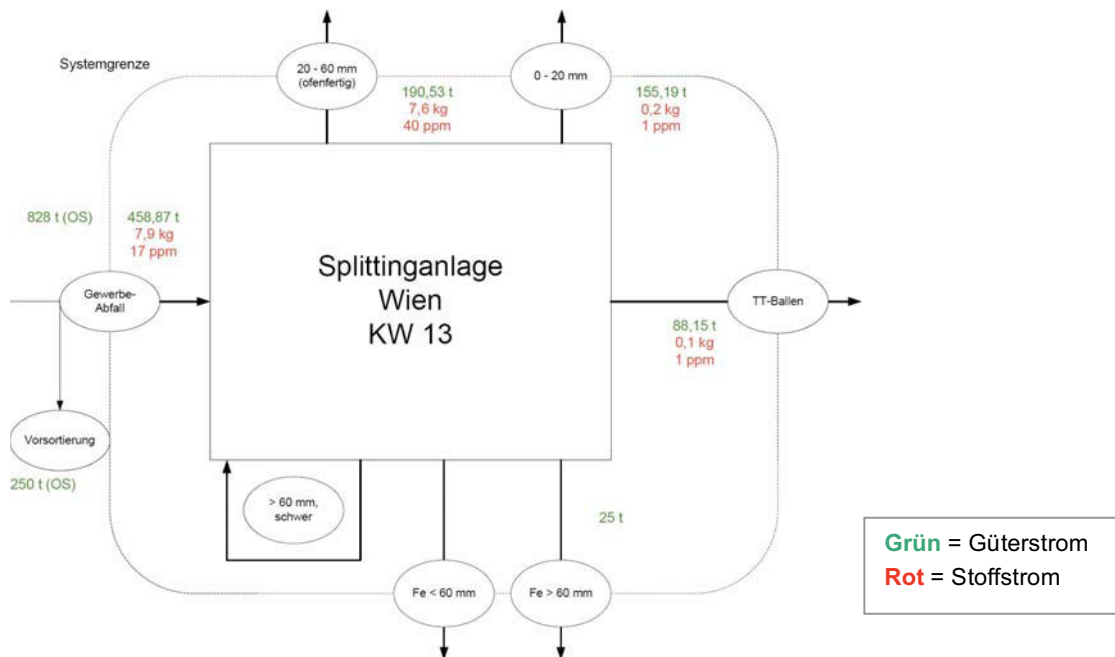 Systemgrenze
20 - 60 mm
(ofenfertig)
190,53 t
7,6 kg
40 ppm
0 - 20 mm
155,19 t
0,2 kg
1 ppm
828 t (OS)
458,87 t
7,9 kg
17 ppm
Gewerbe-
Abfall
Splittinganlage
Wien
KW 13
TT-Ballen
88,15 t
0,1 kg
1 ppm
Vorsortierung
250 t (OS)
> 60 mm,
schwer
25 t
Fe < 60 mm
Fe > 60 mm
Grün = Güterstrom
Rot = Stoffstrom